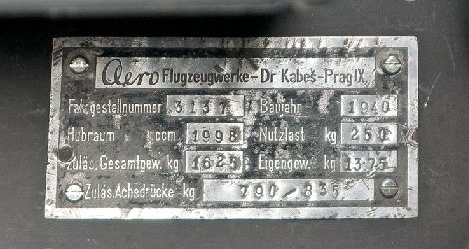 Aero Flugzeugwerke-Dr Kabeš-Prag IX.
Fahrgestellnummer 3137 Baujahr 1940
Hubraum ccm. 1998 Nutzlast kg 250
Zuläs. Gesamtgew. kg 1625 Eigengew. kg 1375
Zuläs. Achsdrücke kg 790/835